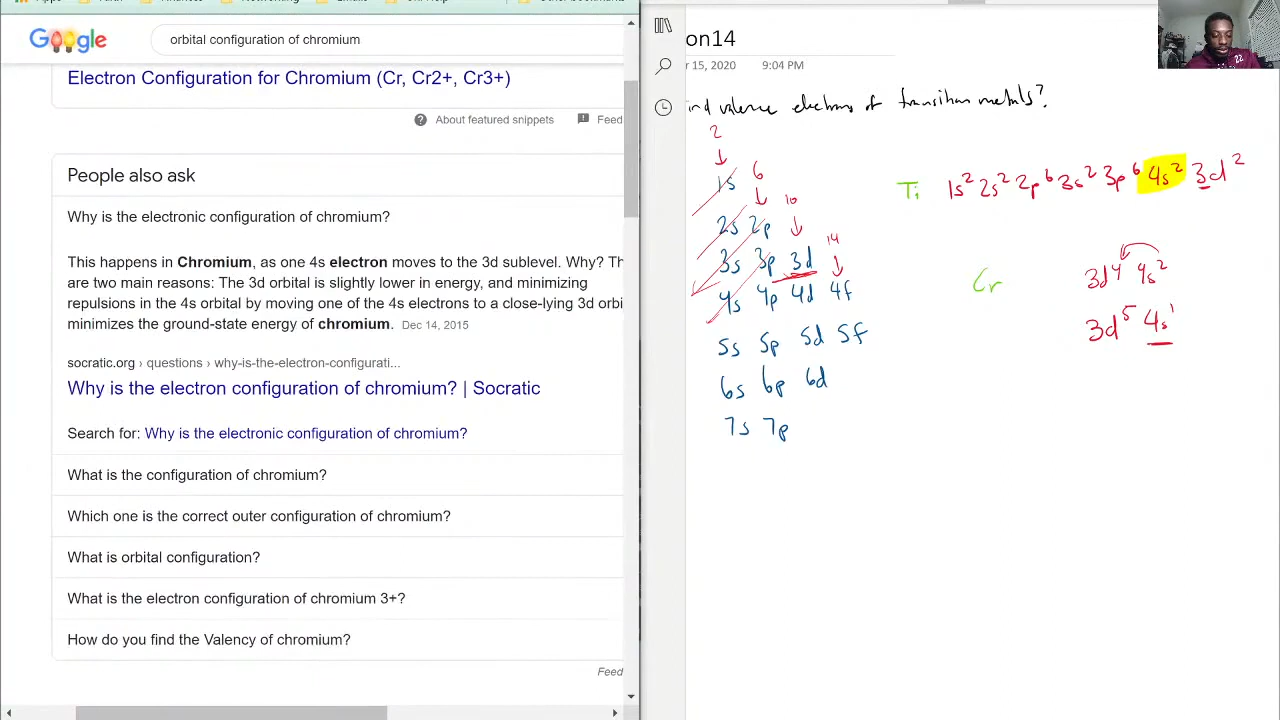 Google
orbital configuration of chromium
Electron Configuration for Chromium (Cr, Cr2+, Cr3+)
About featured snippets Feed
People also ask
Why is the electronic configuration of chromium?
This happens in Chromium, as one 4s electron moves to the 3d sublevel. Why? Th
are two main reasons: The 3d orbital is slightly lower in energy, and minimizing
repulsions in the 4s orbital by moving one of the 4s electrons to a close-lying 3d orbi
minimizes the ground-state energy of chromium. Dec 14, 2015
socratic.org › questions › why-is-the-electron-configurati...
Why is the electron configuration of chromium? | Socratic
Search for: Why is the electronic configuration of chromium?
What is the configuration of chromium?
Which one is the correct outer configuration of chromium?
What is orbital configuration?
What is the electron configuration of chromium 3+?
How do you find the Valency of chromium?
Feed
on14
r 15, 2020 9:04 PM
ind valence electrons of transition metals?
2
6
10
14
1s
2s 2p
3s 3p 3d
4s 4p 4d 4f
5s 5p 5d 5f
6s 6p 6d
7s 7p
Ti 1s² 2s² 2p⁶ 3s² 3p⁶ 4s² 3d²
Cr 3d⁴ 4s²
3d⁵ 4s¹
22